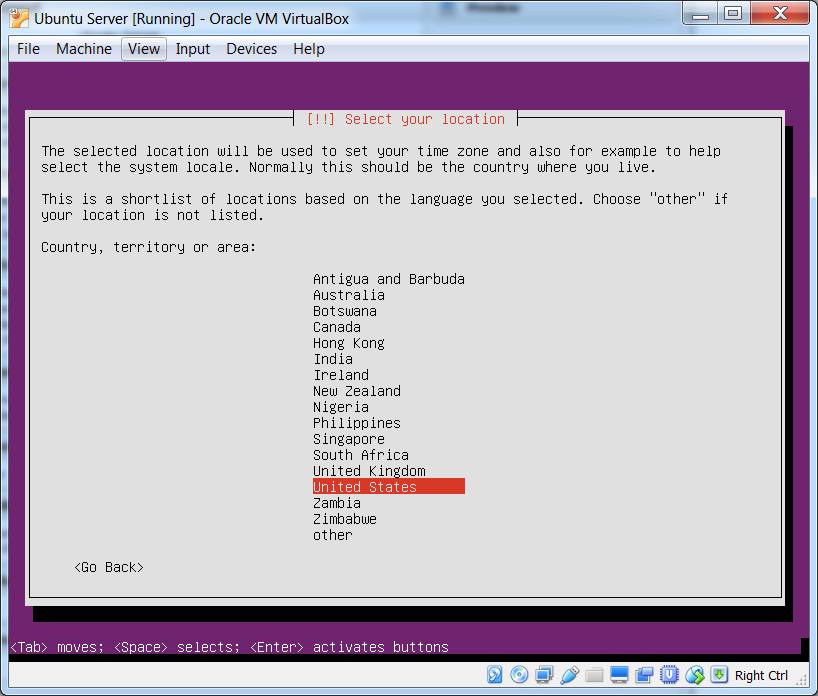 Ubuntu Server [Running] - Oracle VM VirtualBox
File Machine View Input Devices Help
[!!] Select your location
The selected location will be used to set your time zone and also for example to help
select the system locale. Normally this should be the country where you live.
This is a shortlist of locations based on the language you selected. Choose "other" if
your location is not listed.
Country, territory or area:
Antigua and Barbuda
Australia
Botswana
Canada
Hong Kong
India
Ireland
New Zealand
Nigeria
Philippines
Singapore
South Africa
United Kingdom
United States
Zambia
Zimbabwe
other
<Go Back>
<Tab> moves; <Space> selects; <Enter> activates buttons
Right Ctrl